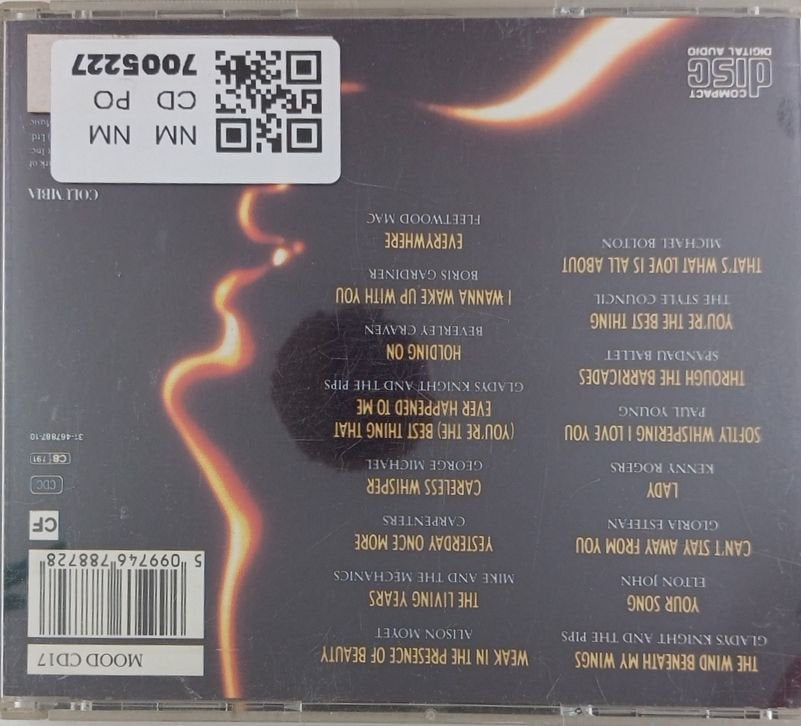 THE WIND BENEATH MY WINGS
GLADYS KNIGHT AND THE PIPS
YOUR SONG
ELTON JOHN
CAN'T STAY AWAY FROM YOU
GLORIA ESTEFAN
LADY
KENNY ROGERS
SOFTLY WHISPERING I LOVE YOU
PAUL YOUNG
THROUGH THE BARRICADES
SPANDAU BALLET
YOU'RE THE BEST THING
THE STYLE COUNCIL
THAT'S WHAT LOVE IS ALL ABOUT
MICHAEL BOLTON
WEAK IN THE PRESENCE OF BEAUTY
ALISON MOYET
THE LIVING YEARS
MIKE AND THE MECHANICS
YESTERDAY ONCE MORE
CARPENTERS
CARELESS WHISPER
GEORGE MICHAEL
(YOU'RE THE) BEST THING THAT
EVER HAPPENED TO ME
GLADYS KNIGHT AND THE PIPS
HOLDING ON
BEVERLEY CRAVEN
I WANNA WAKE UP WITH YOU
BORIS GARDINER
EVERYWHERE
FLEETWOOD MAC
MOOD CD17
5 099746 788728
CF
CDC
CB 791
31-467887-10
COLUMBIA
NM NM
CD PO
7005227
COMPACT
disc
DIGITAL AUDIO